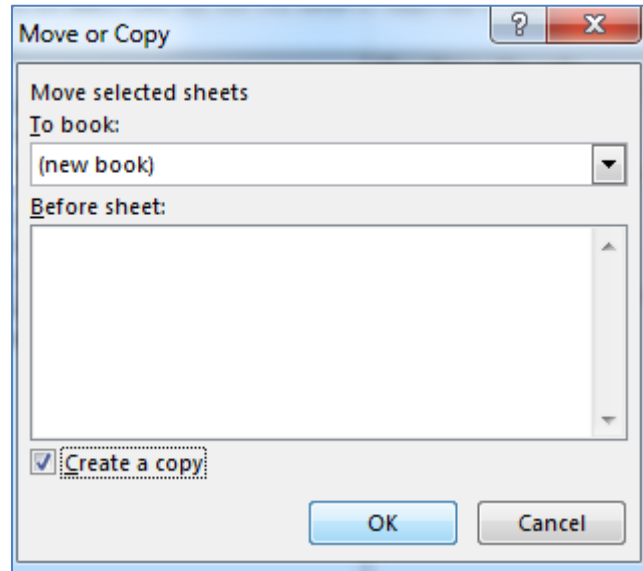 Move or Copy
Move selected sheets
To book:
(new book)
Before sheet:
Create a copy
OK Cancel